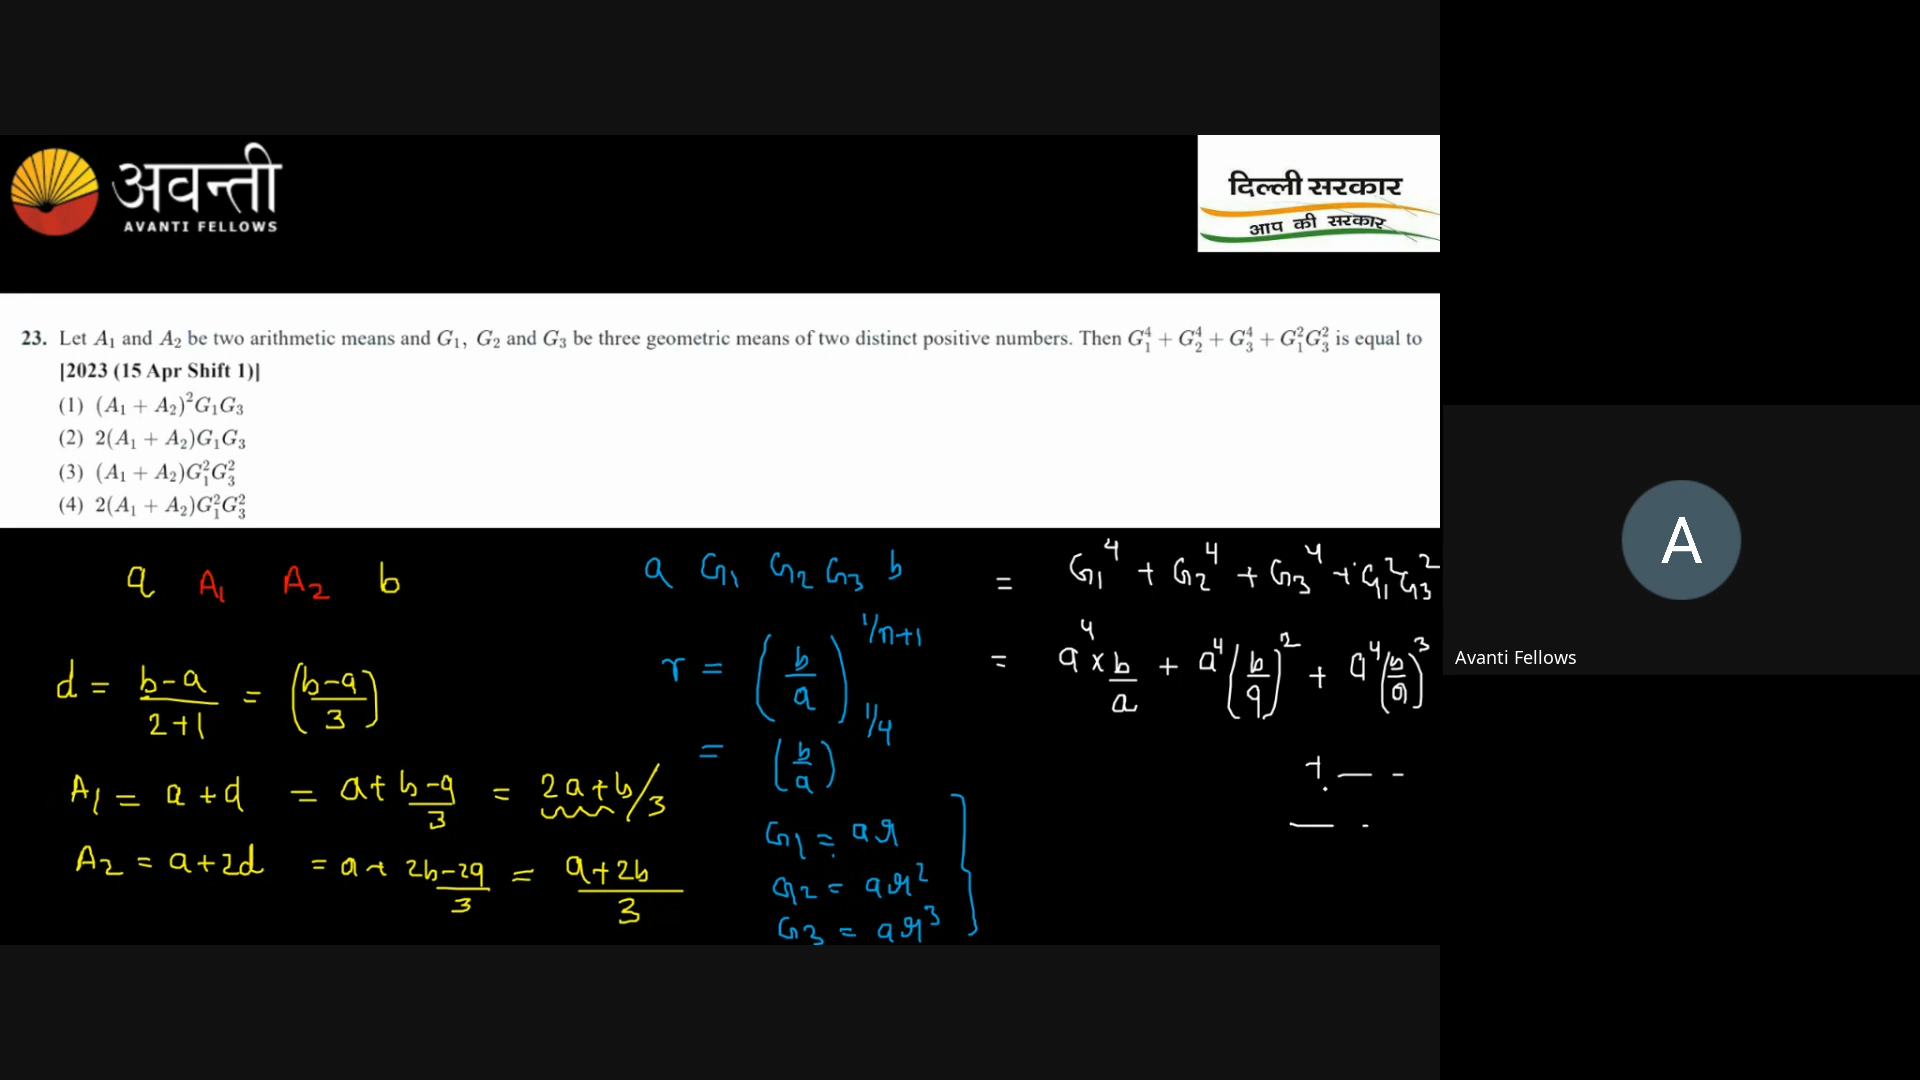 अवन्ती
AVANTI FELLOWS
दिल्ली सरकार
आप की सरकार
23. Let A₁ and A₂ be two arithmetic means and G₁, G₂ and G₃ be three geometric means of two distinct positive numbers. Then G₁⁴ + G₂⁴ + G₃⁴ + G₁²G₃² is equal to
[2023 (15 Apr Shift 1)]
(1) (A₁ + A₂)²G₁G₃
(2) 2(A₁ + A₂)G₁G₃
(3) (A₁ + A₂)G₁²G₃²
(4) 2(A₁ + A₂)G₁²G₃²
a A₁ A₂ b
d = (b-a)/(2+1) = ((b-a)/3)
A₁ = a+d = a+(b-a)/3 = 2a+b/3
A₂ = a+2d = a+(2b-2a)/3 = (a+2b)/3
a G₁ G₂ G₃ b
r = (b/a)^(1/n+1)
= (b/a)^(1/4)
G₁ = ar
G₂ = ar²
G₃ = ar³
= G₁⁴ + G₂⁴ + G₃⁴ + G₁²G₃²
= a⁴ × b/a + a⁴(b/a)² + a⁴(b/a)³
+ — -
— -
A
Avanti Fellows